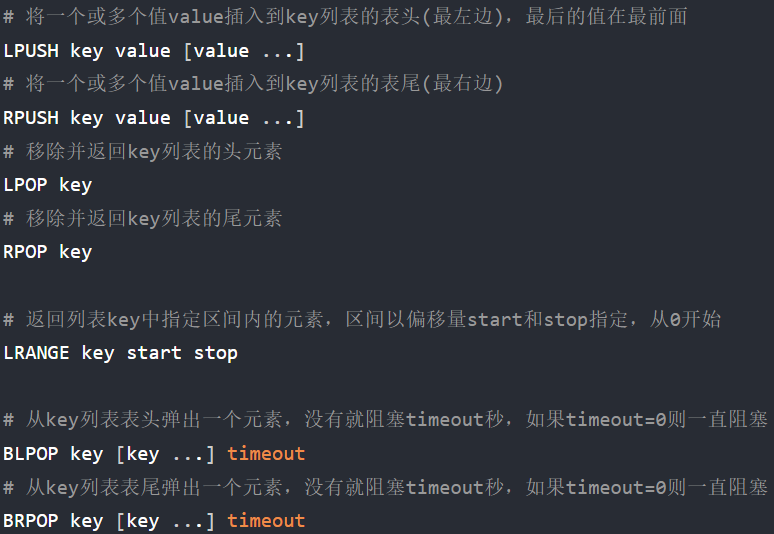 # 将一个或多个值value插入到key列表的表头(最左边)，最后的值在最前面
LPUSH key value [value ...]
# 将一个或多个值value插入到key列表的表尾(最右边)
RPUSH key value [value ...]
# 移除并返回key列表的头元素
LPOP key
# 移除并返回key列表的尾元素
RPOP key
# 返回列表key中指定区间内的元素，区间以偏移量start和stop指定，从0开始
LRANGE key start stop
# 从key列表表头弹出一个元素，没有就阻塞timeout秒，如果timeout=0则一直阻塞
BLPOP key [key ...] timeout
# 从key列表表尾弹出一个元素，没有就阻塞timeout秒，如果timeout=0则一直阻塞
BRPOP key [key ...] timeout